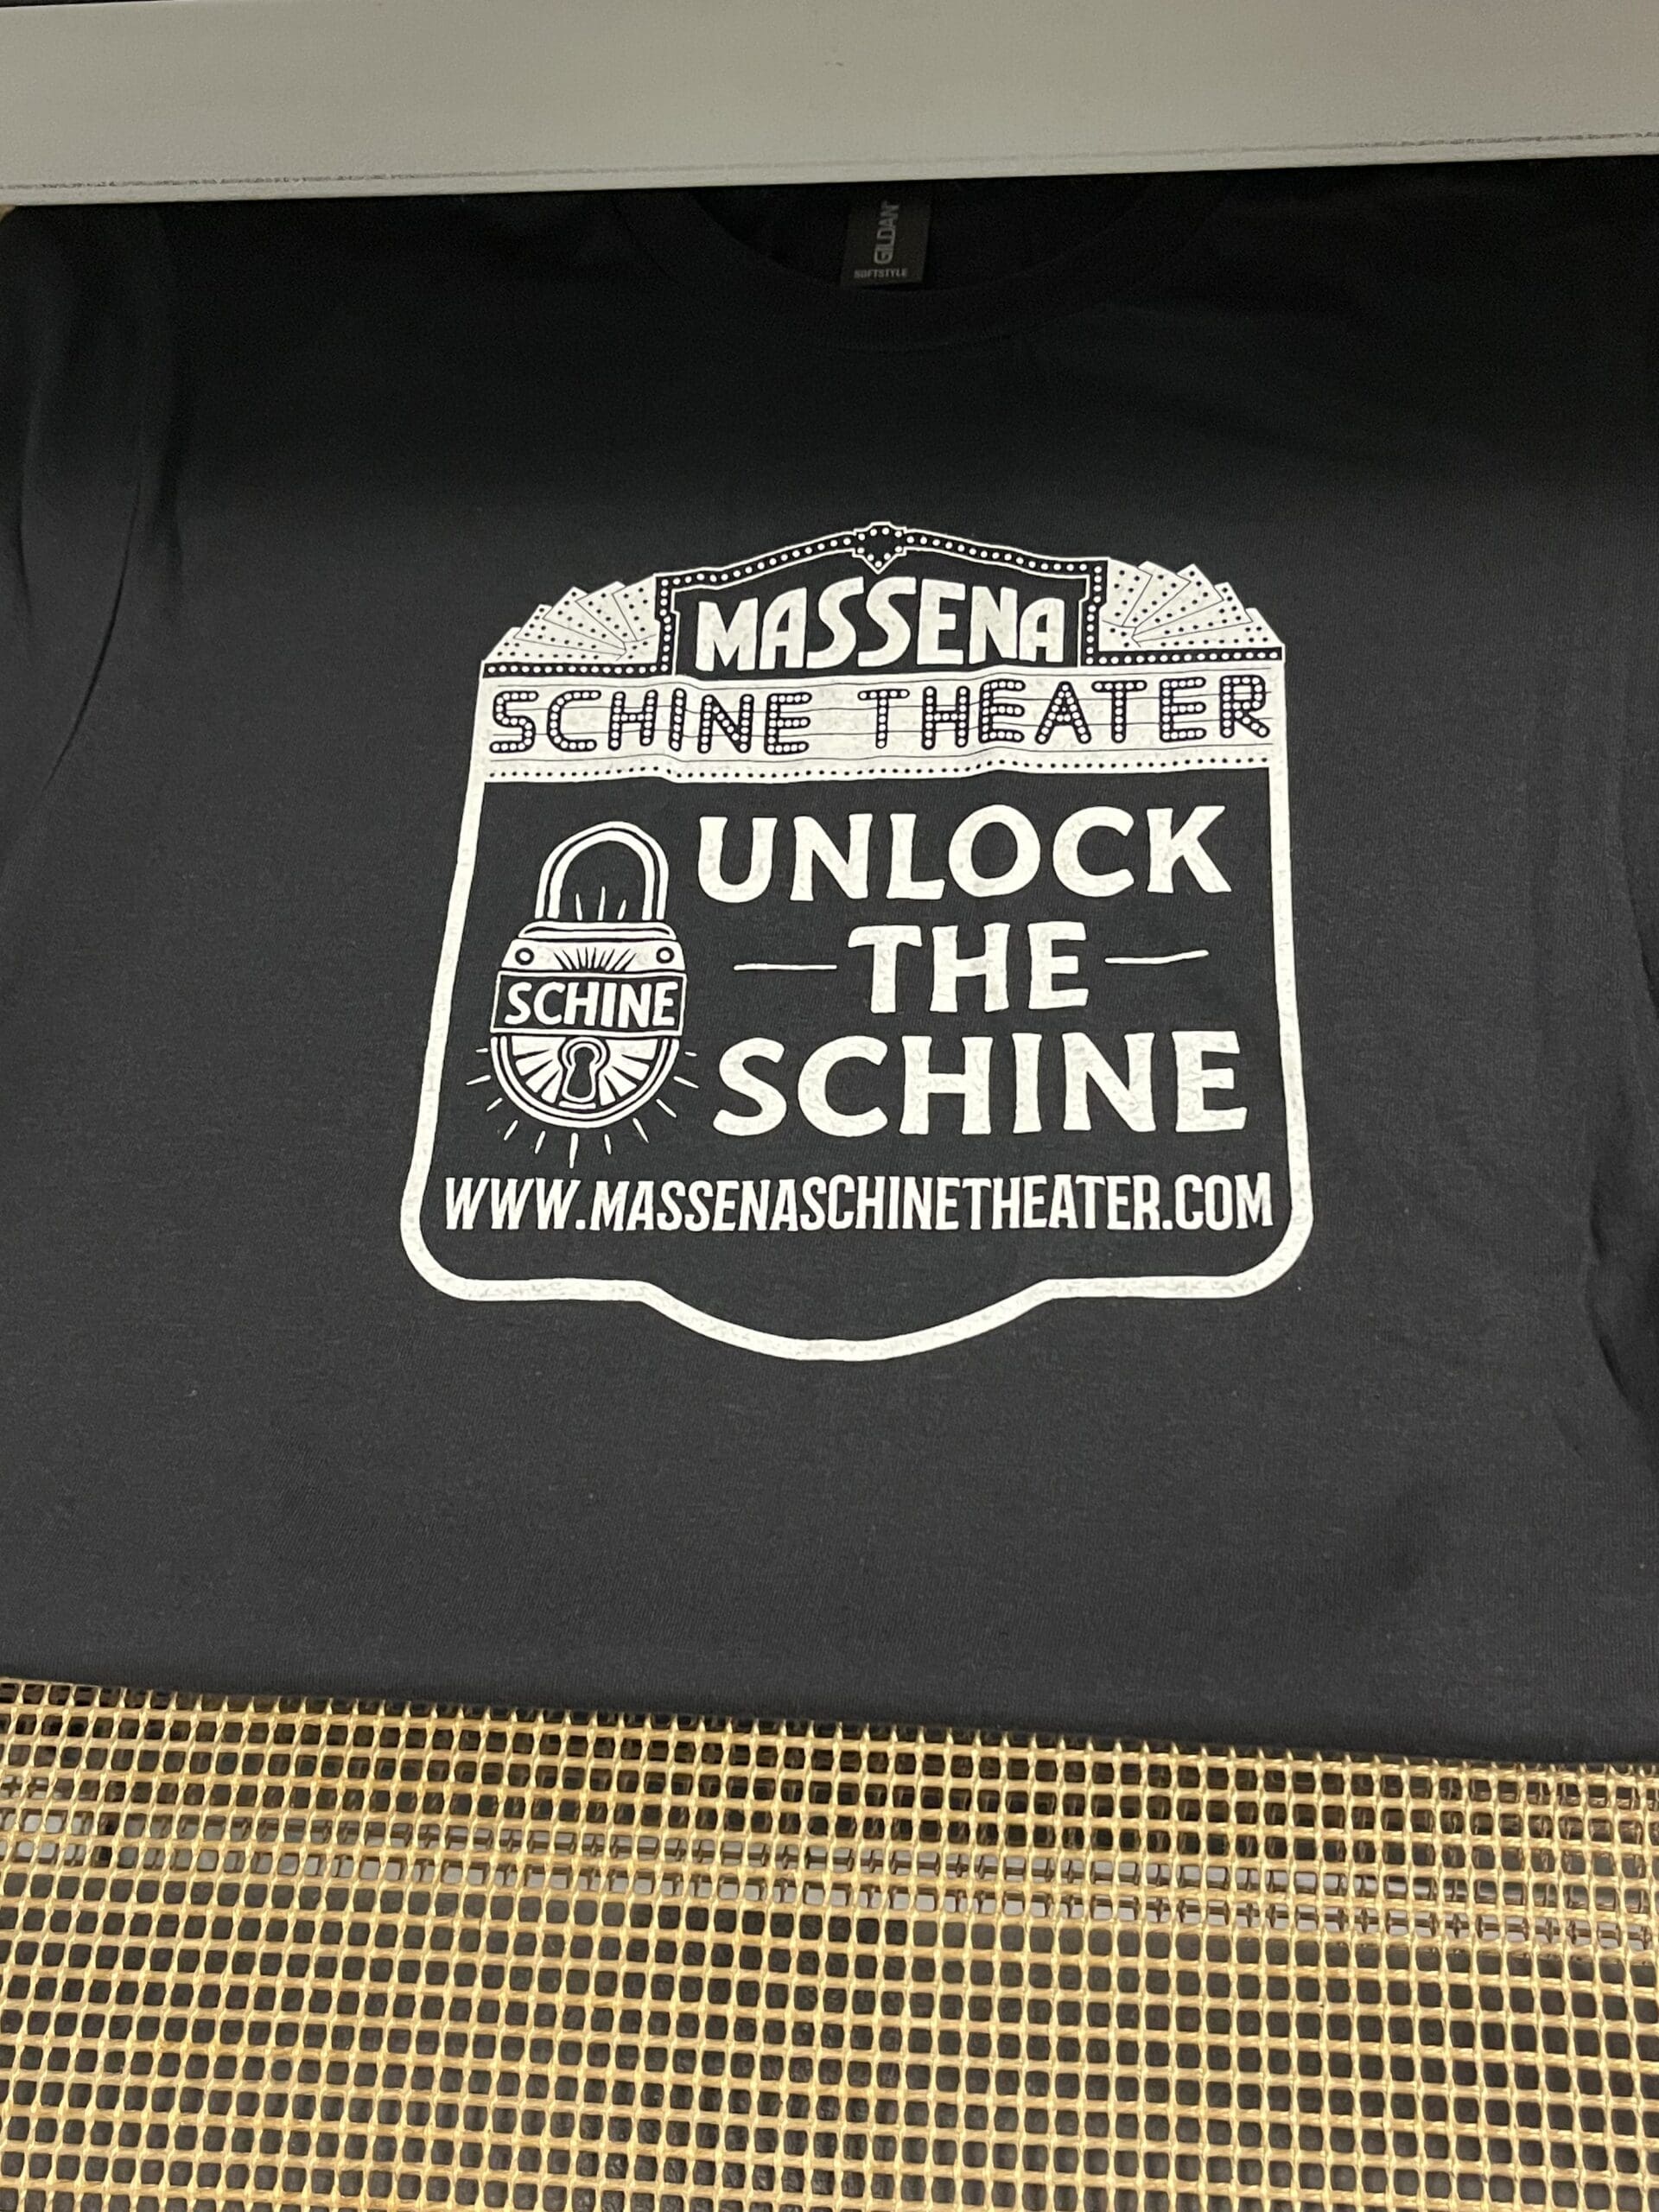 GILDAN
SOFTSTYLE
MASSENA
SCHINE THEATER
UNLOCK
THE
SCHINE
SCHINE
WWW.MASSENASCHINETHEATER.COM